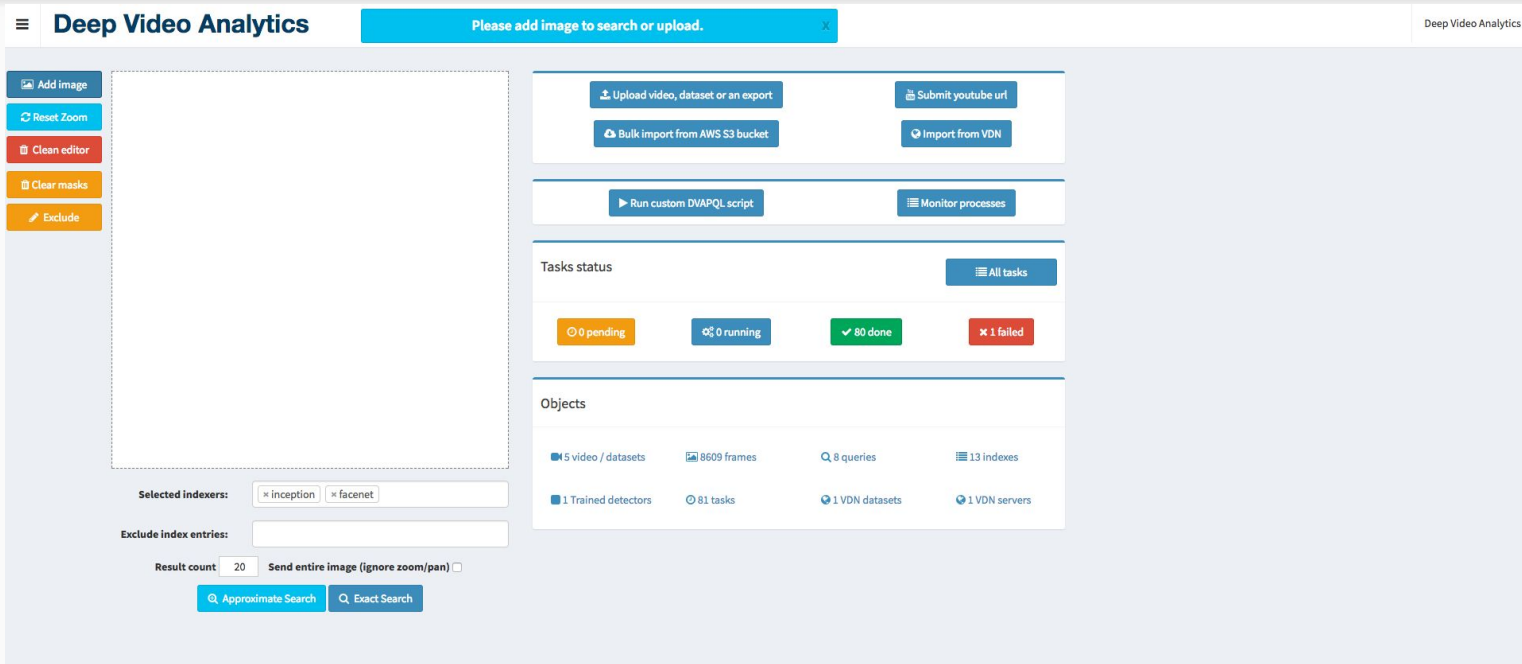 Deep Video Analytics
Please add image to search or upload.
x
Deep Video Analytics
Add image
Reset Zoom
Clean editor
Clear masks
Exclude
Selected indexers:
× inception × facenet
Exclude index entries:
Result count 20 Send entire image (ignore zoom/pan)
Approximate Search Exact Search
Upload video, dataset or an export Submit youtube url
Bulk import from AWS S3 bucket Import from VDN
Run custom DVAPQL script Monitor processes
Tasks status All tasks
0 pending 0 running 80 done 1 failed
Objects
5 video / datasets 8609 frames 8 queries 13 indexes
1 Trained detectors 81 tasks 1 VDN datasets 1 VDN servers